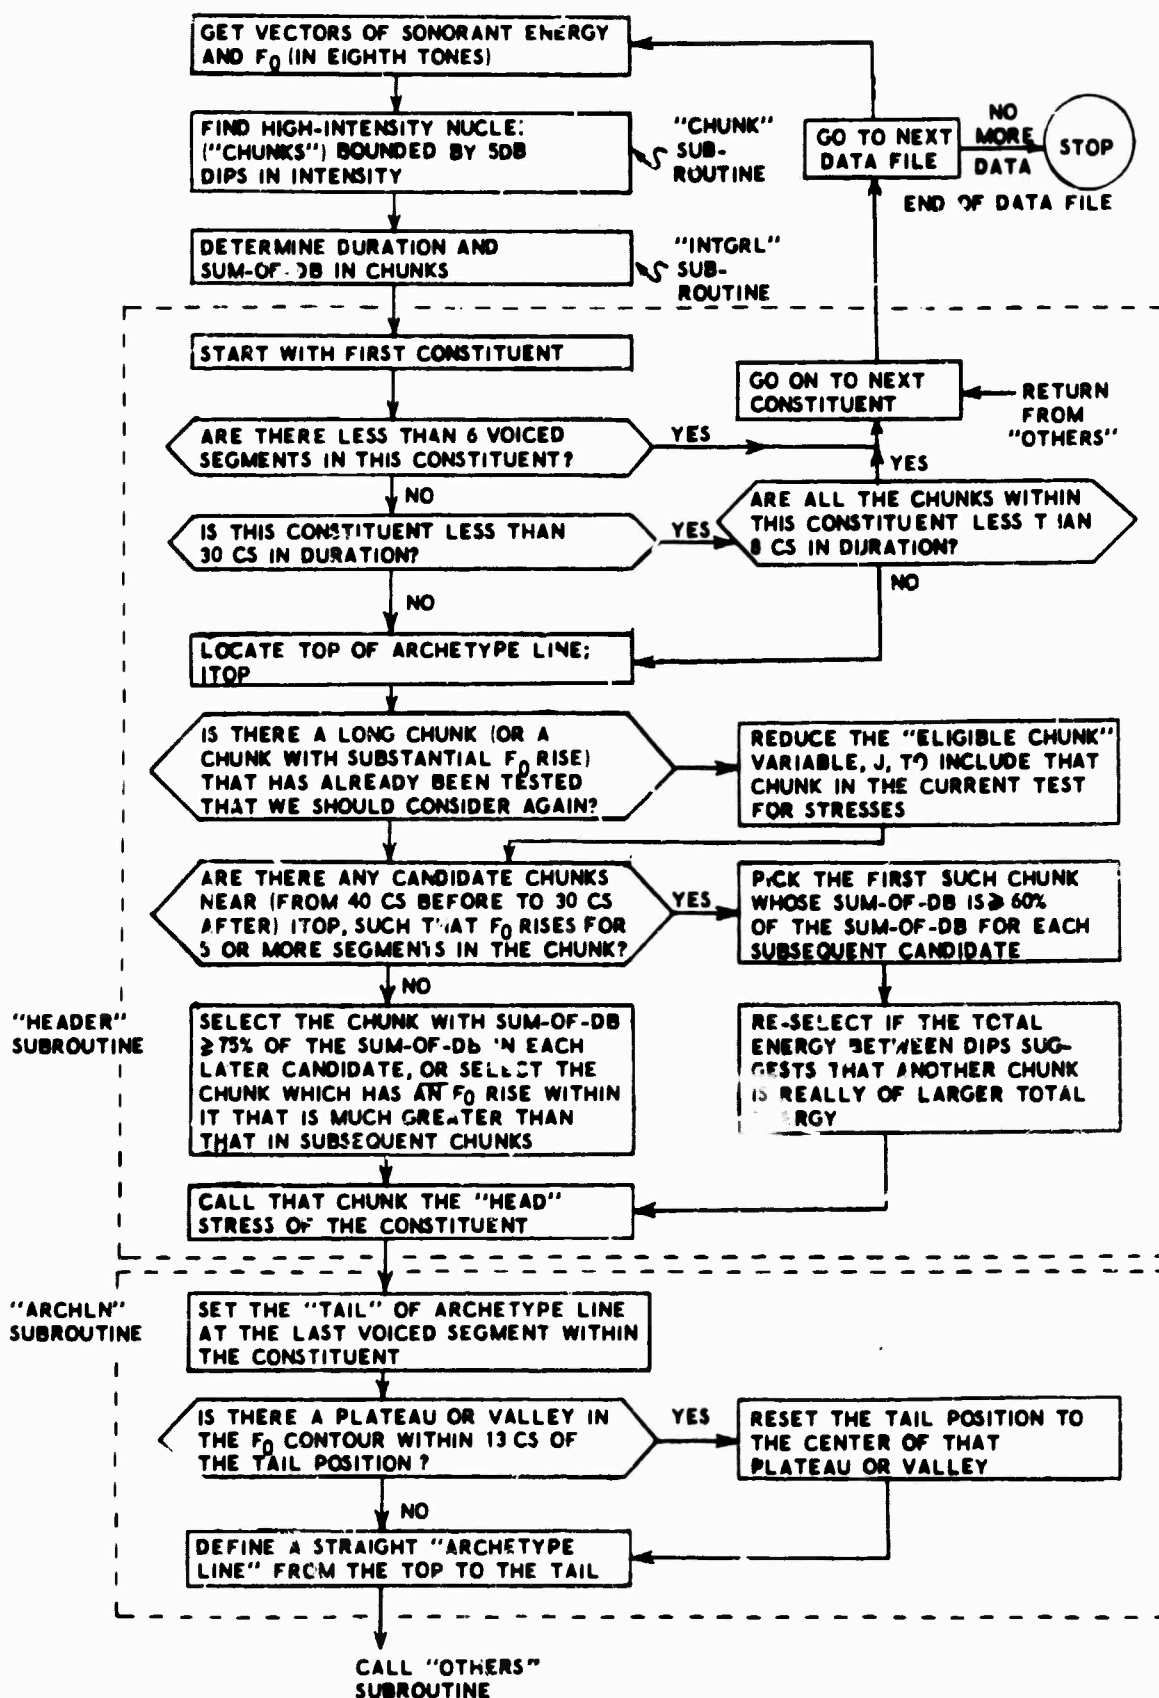 GET VECTORS OF SONORANT ENERGY
AND F0 (IN EIGHTH TONES)
FIND HIGH-INTENSITY NUCLEI
("CHUNKS") BOUNDED BY 5DB
DIPS IN INTENSITY
"CHUNK"
SUB-
ROUTINE
GO TO NEXT
DATA FILE
NO
MORE
DATA
STOP
END OF DATA FILE
DETERMINE DURATION AND
SUM-OF-DB IN CHUNKS
"INTGRL"
SUB-
ROUTINE
START WITH FIRST CONSTITUENT
GO ON TO NEXT
CONSTITUENT
RETURN
FROM
"OTHERS"
ARE THERE LESS THAN 6 VOICED
SEGMENTS IN THIS CONSTITUENT?
YES
YES
NO
IS THIS CONSTITUENT LESS THAN
30 CS IN DURATION?
YES
ARE ALL THE CHUNKS WITHIN
THIS CONSTITUENT LESS THAN
8 CS IN DURATION?
NO
NO
LOCATE TOP OF ARCHETYPE LINE;
ITOP
IS THERE A LONG CHUNK (OR A
CHUNK WITH SUBSTANTIAL F0 RISE)
THAT HAS ALREADY BEEN TESTED
THAT WE SHOULD CONSIDER AGAIN?
REDUCE THE "ELIGIBLE CHUNK"
VARIABLE, J, TO INCLUDE THAT
CHUNK IN THE CURRENT TEST
FOR STRESSES
ARE THERE ANY CANDIDATE CHUNKS
NEAR (FROM 40 CS BEFORE TO 30 CS
AFTER) ITOP, SUCH THAT F0 RISES FOR
5 OR MORE SEGMENTS IN THE CHUNK?
YES
PICK THE FIRST SUCH CHUNK
WHOSE SUM-OF-DB IS ≥ 60%
OF THE SUM-OF-DB FOR EACH
SUBSEQUENT CANDIDATE
NO
"HEADER"
SUBROUTINE
SELECT THE CHUNK WITH SUM-OF-DB
≥ 75% OF THE SUM-OF-DB IN EACH
LATER CANDIDATE, OR SELECT THE
CHUNK WHICH HAS AN F0 RISE WITHIN
IT THAT IS MUCH GREATER THAN
THAT IN SUBSEQUENT CHUNKS
RE-SELECT IF THE TOTAL
ENERGY BETWEEN DIPS SUG-
GESTS THAT ANOTHER CHUNK
IS REALLY OF LARGER TOTAL
ENERGY
CALL THAT CHUNK THE "HEAD"
STRESS OF THE CONSTITUENT
"ARCHLN"
SUBROUTINE
SET THE "TAIL" OF ARCHETYPE LINE
AT THE LAST VOICED SEGMENT WITHIN
THE CONSTITUENT
IS THERE A PLATEAU OR VALLEY IN
THE F0 CONTOUR WITHIN 13 CS OF
THE TAIL POSITION?
YES
RESET THE TAIL POSITION TO
THE CENTER OF THAT
PLATEAU OR VALLEY
NO
DEFINE A STRAIGHT "ARCHETYPE
LINE" FROM THE TOP TO THE TAIL
CALL "OTHERS"
SUBROUTINE